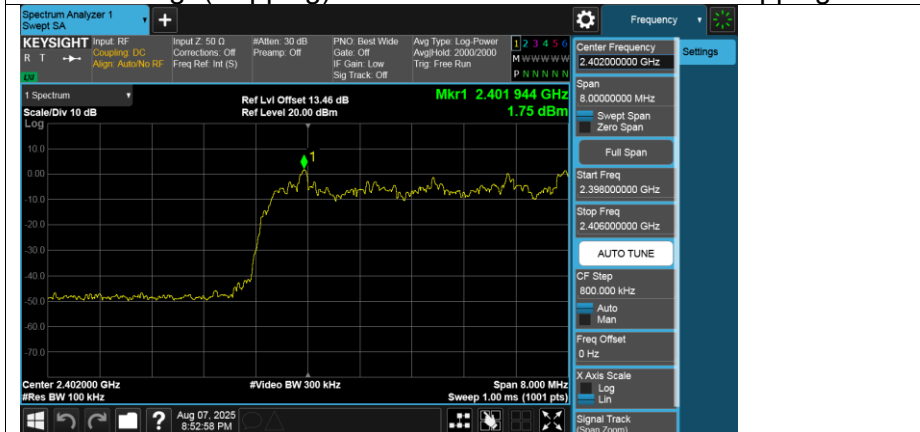 Spectrum Analyzer 1
Swept SA
+
Frequency
KEYSIGHT
R T
LU
Input: RF
Coupling: DC
Align: Auto/No RF
Input Z: 50 Ω
Corrections: Off
Freq Ref: Int (S)
#Atten: 30 dB
Preamp: Off
PNO: Best Wide
Gate: Off
IF Gain: Low
Sig Track: Off
Avg Type: Log-Power
Avg|Hold: 2000/2000
Trig: Free Run
1 2 3 4 5 6
M W W W W W
P N N N N N
1 Spectrum
Scale/Div 10 dB
Log
Ref Lvl Offset 13.46 dB
Ref Level 20.00 dBm
Mkr1 2.401 944 GHz
1.75 dBm
1
10.0
0.00
-10.0
-20.0
-30.0
-40.0
-50.0
-60.0
-70.0
Center 2.402000 GHz
#Res BW 100 kHz
#Video BW 300 kHz
Span 8.000 MHz
Sweep 1.00 ms (1001 pts)
?
Aug 07, 2025
8:52:58 PM
Center Frequency
2.402000000 GHz
Settings
Span
8.00000000 MHz
Swept Span
Zero Span
Full Span
Start Freq
2.398000000 GHz
Stop Freq
2.406000000 GHz
AUTO TUNE
CF Step
800.000 kHz
Auto
Man
Freq Offset
0 Hz
X Axis Scale
Log
Lin
Signal Track
(Span Zoom)